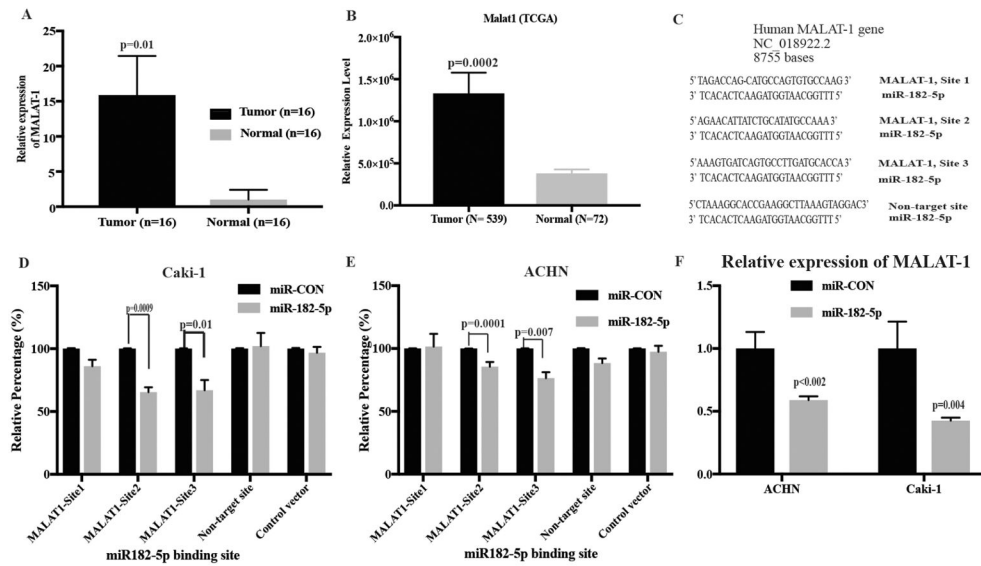 A
Relative expression
of MALAT-1
25
20
15
10
5
0
p=0.01
Tumor (n=16)
Normal (n=16)
Tumor (n=16)
Normal (n=16)
B
Malat1 (TCGA)
Relative Expression Level
2.0×10⁶
1.5×10⁶
1.0×10⁶
5.0×10⁵
0
p=0.0002
Tumor (N= 539)
Normal (N=72)
C
Human MALAT-1 gene
NC_018922.2
8755 bases
5'TAGACCAG-CATGCCAGTGTGCCAAG 3' MALAT-1, Site 1
3' TCACACTCAAGATGGTAACGGTTT 5' miR-182-5p
5'AGAACATTATCTGCATATGCCAAA 3' MALAT-1, Site 2
3' TCACACTCAAGATGGTAACGGTTT 5' miR-182-5p
5'AAAGTGATCAGTGCCTTGATGCACCA 3' MALAT-1, Site 3
3' TCACACTCAAGATGGTAACGGTTT 5' miR-182-5p
5'CTAAAGGCACCGAAGGCTTAAAGTAGGAC3' Non-target site
3' TCACACTCAAGATGGTAACGGTTT 5' miR-182-5p
D
Caki-1
Relative Percentage (%)
150
100
50
0
miR-CON
miR-182-5p
p=0.0009
p=0.01
MALAT1-Site1
MALAT1-Site2
MALAT1-Site3
Non-target site
Control vector
miR182-5p binding site
E
ACHN
Relative Percentage (%)
150
100
50
0
miR-CON
miR-182-5p
p=0.0001
p=0.007
MALAT1-Site1
MALAT1-Site2
MALAT1-Site3
Non-target site
Control vector
miR182-5p binding site
F
Relative expression of MALAT-1
1.5
1.0
0.5
0.0
miR-CON
miR-182-5p
p<0.002
p=0.004
ACHN
Caki-1